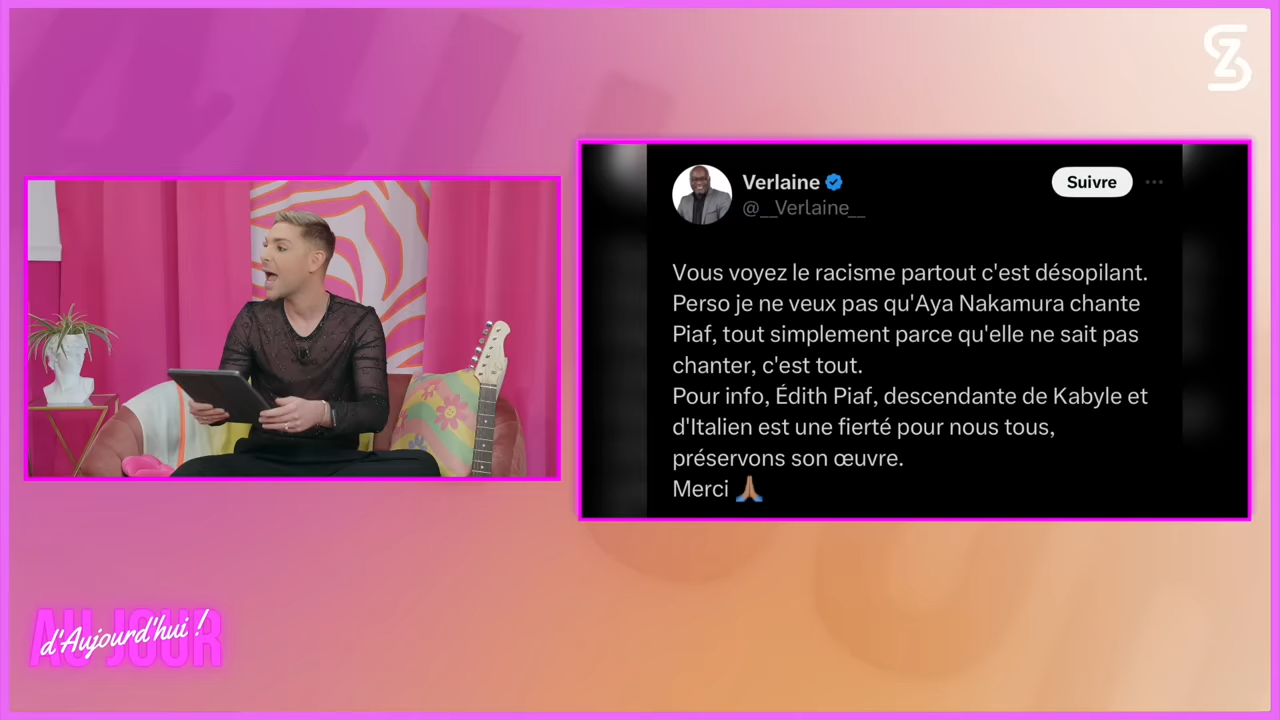 SZ
Verlaine
Suivre
@__Verlaine__
Vous voyez le racisme partout c'est désopilant.
Perso je ne veux pas qu'Aya Nakamura chante
Piaf, tout simplement parce qu'elle ne sait pas
chanter, c'est tout.
Pour info, Édith Piaf, descendante de Kabyle et
d'Italien est une fierté pour nous tous,
préservons son œuvre.
Merci 🙏🏽
AU JOUR
d'Aujourd'hui !